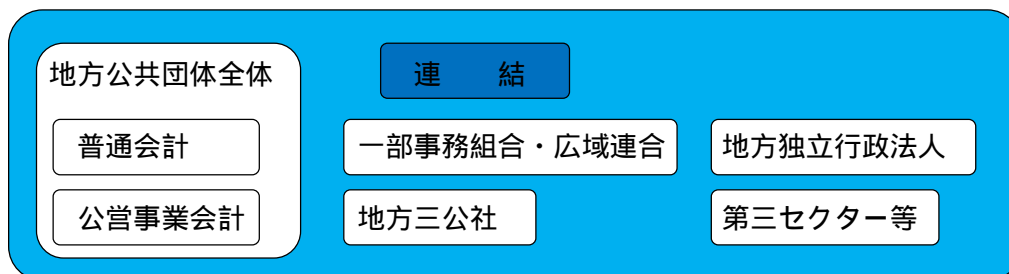 地方公共団体全体
連　　結
普通会計
一部事務組合・広域連合
地方独立行政法人
公営事業会計
地方三公社
第三セクター等